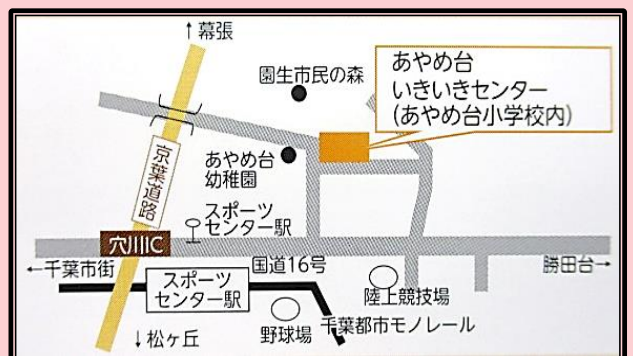 ↑幕張
園生市民の森
あやめ台
いきいきセンター
(あやめ台小学校内)
京葉道路
あやめ台
幼稚園
スポーツ
センター駅
穴川IC
←千葉市街
国道16号
勝田台→
スポーツ
センター駅
陸上競技場
野球場
千葉都市モノレール
↓松ヶ丘